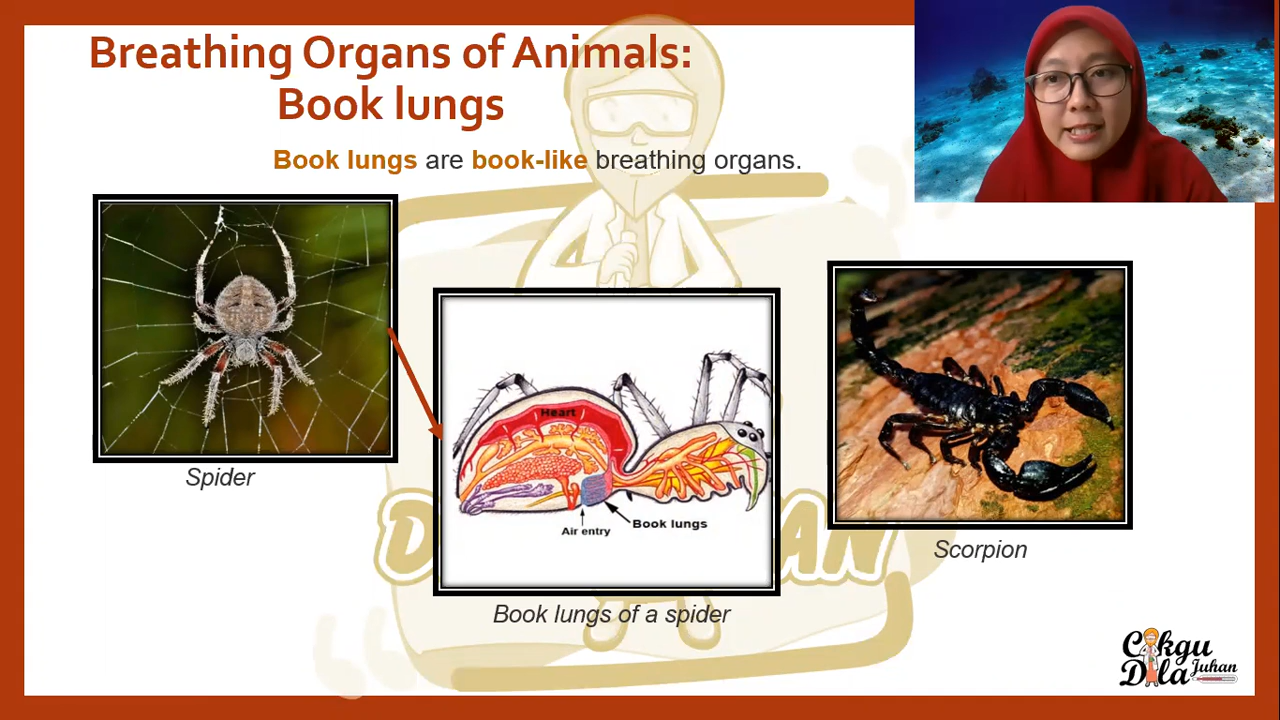 Breathing Organs of Animals:
Book lungs
Book lungs are book-like breathing organs.
Spider
Heart
Air entry
Book lungs
Book lungs of a spider
Scorpion
Cikgu
Dila Juhan